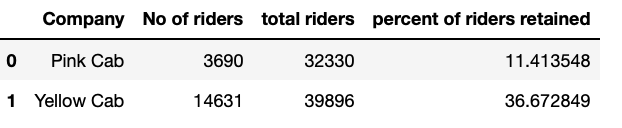 Company No of riders total riders percent of riders retained
0 Pink Cab 3690 32330 11.413548
1 Yellow Cab 14631 39896 36.672849